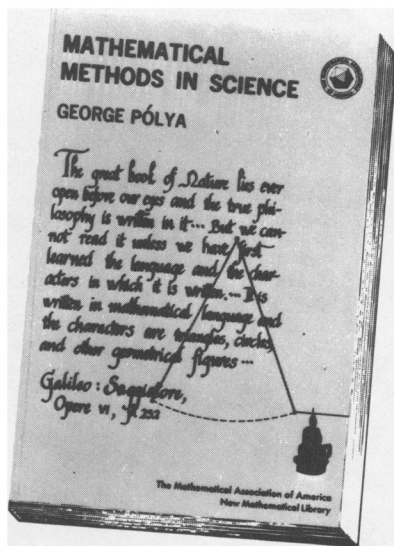 MATHEMATICAL
METHODS IN SCIENCE
GEORGE PÓLYA
The great book of Nature lies ever
open before our eyes and the true phi-
losophy is written in it ... But we can-
not read it unless we have first
learned the language and the char-
acters in which it is written ... It is
written in mathematical language and
the characters are triangles, circles
and other geometrical figures ...
Galileo: Saggiatore,
Opere VI, p. 232
The Mathematical Association of America
New Mathematical Library